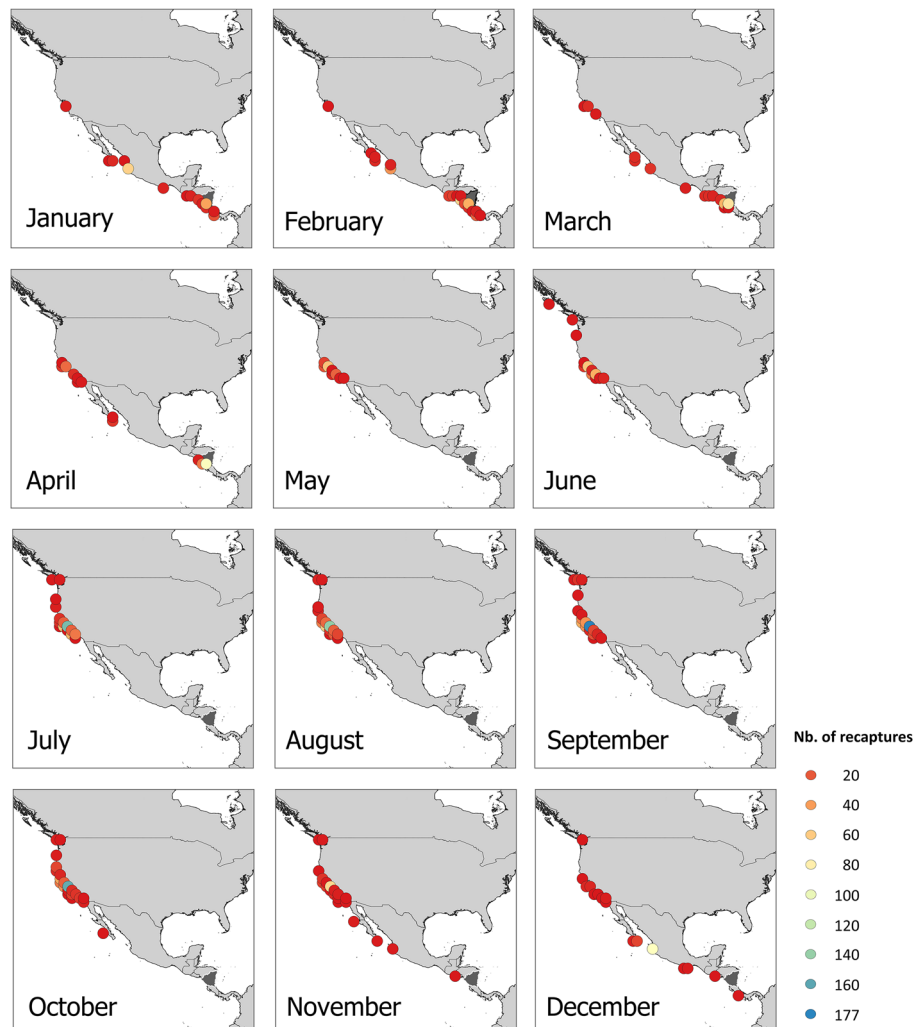 January
February
March
April
May
June
July
August
September
Nb. of recaptures
20
40
60
80
100
120
140
160
177
October
November
December